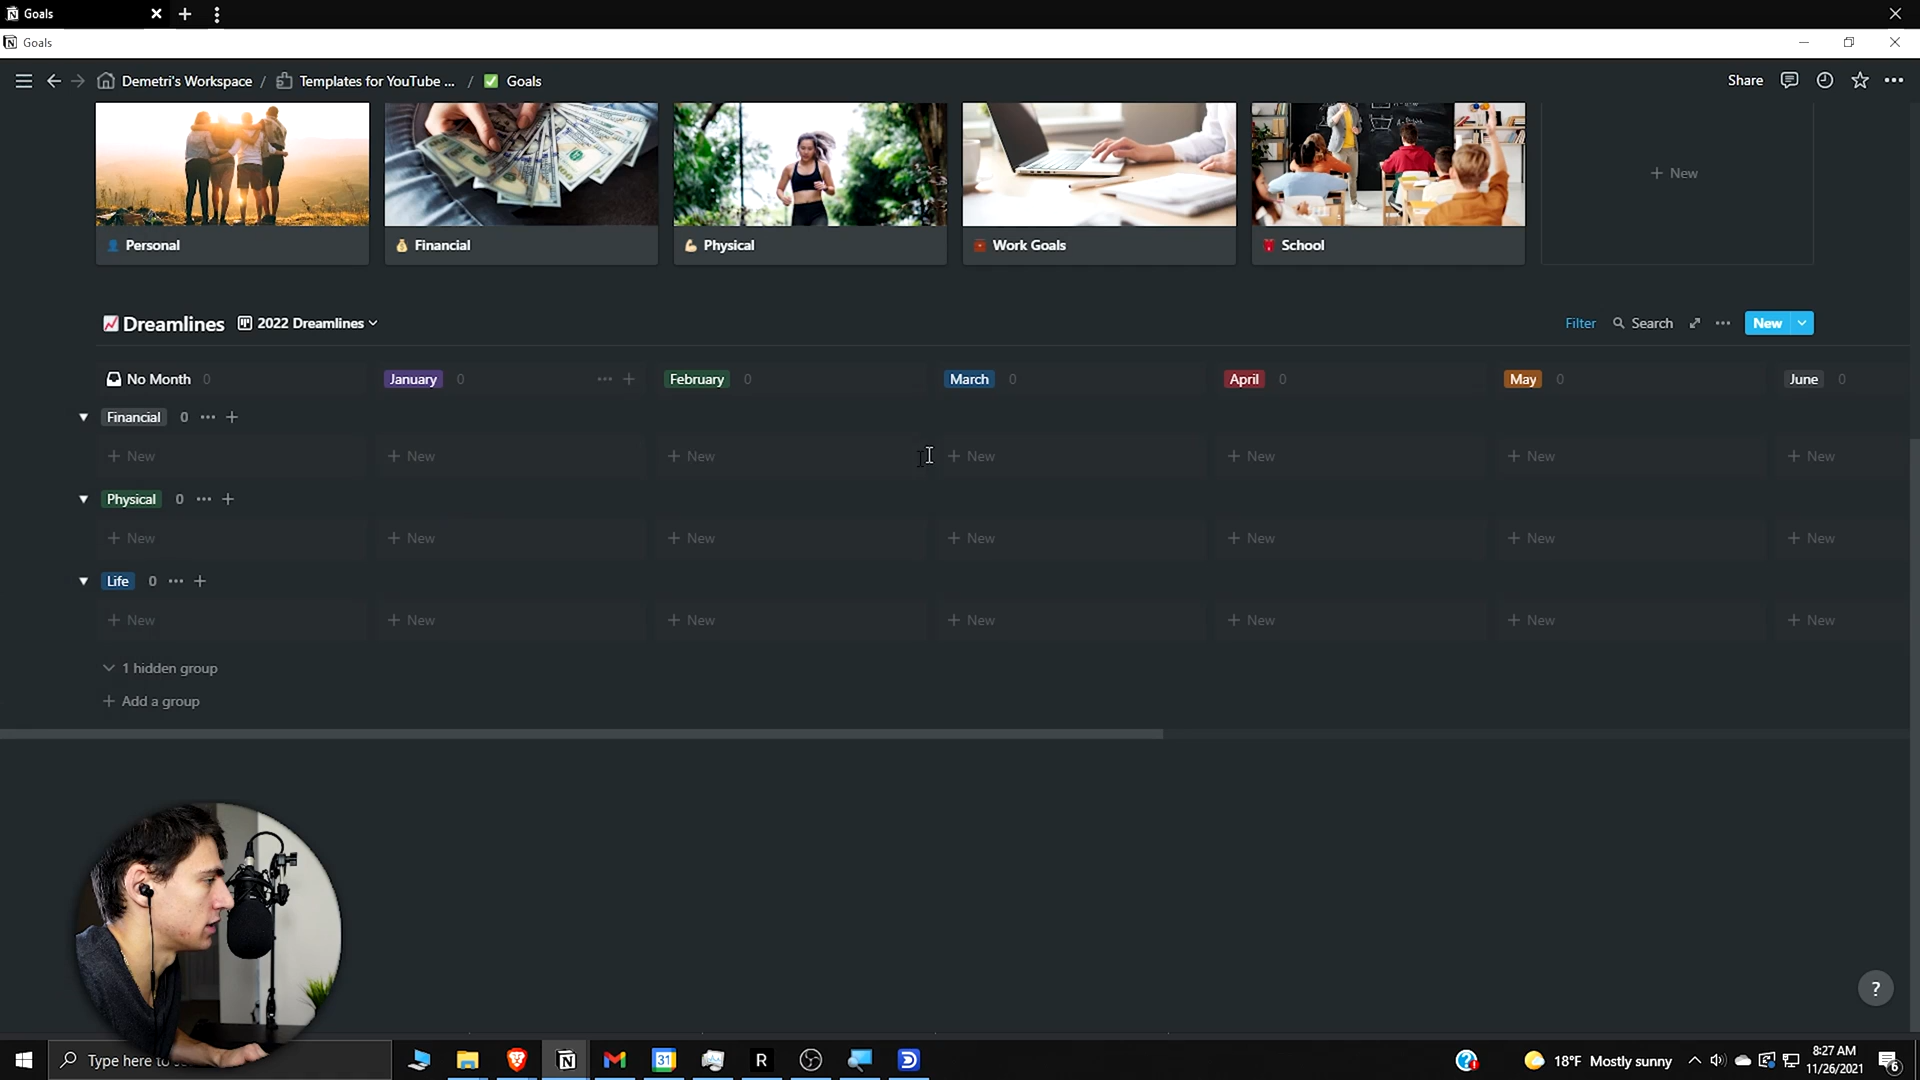 Goals
Goals
Demetri's Workspace / Templates for YouTube ... / Goals
Share
Personal
Financial
Physical
Work Goals
School
+ New
Dreamlines
2022 Dreamlines
Filter
Search
New
No Month 0
January 0
February 0
March 0
April 0
May 0
June 0
Financial 0
+ New + New + New + New + New + New + New
Physical 0
+ New + New + New + New + New + New + New
Life 0
+ New + New + New + New + New + New + New
1 hidden group
+ Add a group
?
Type here to
31
R
18°F Mostly sunny
8:27 AM
11/26/2021
6